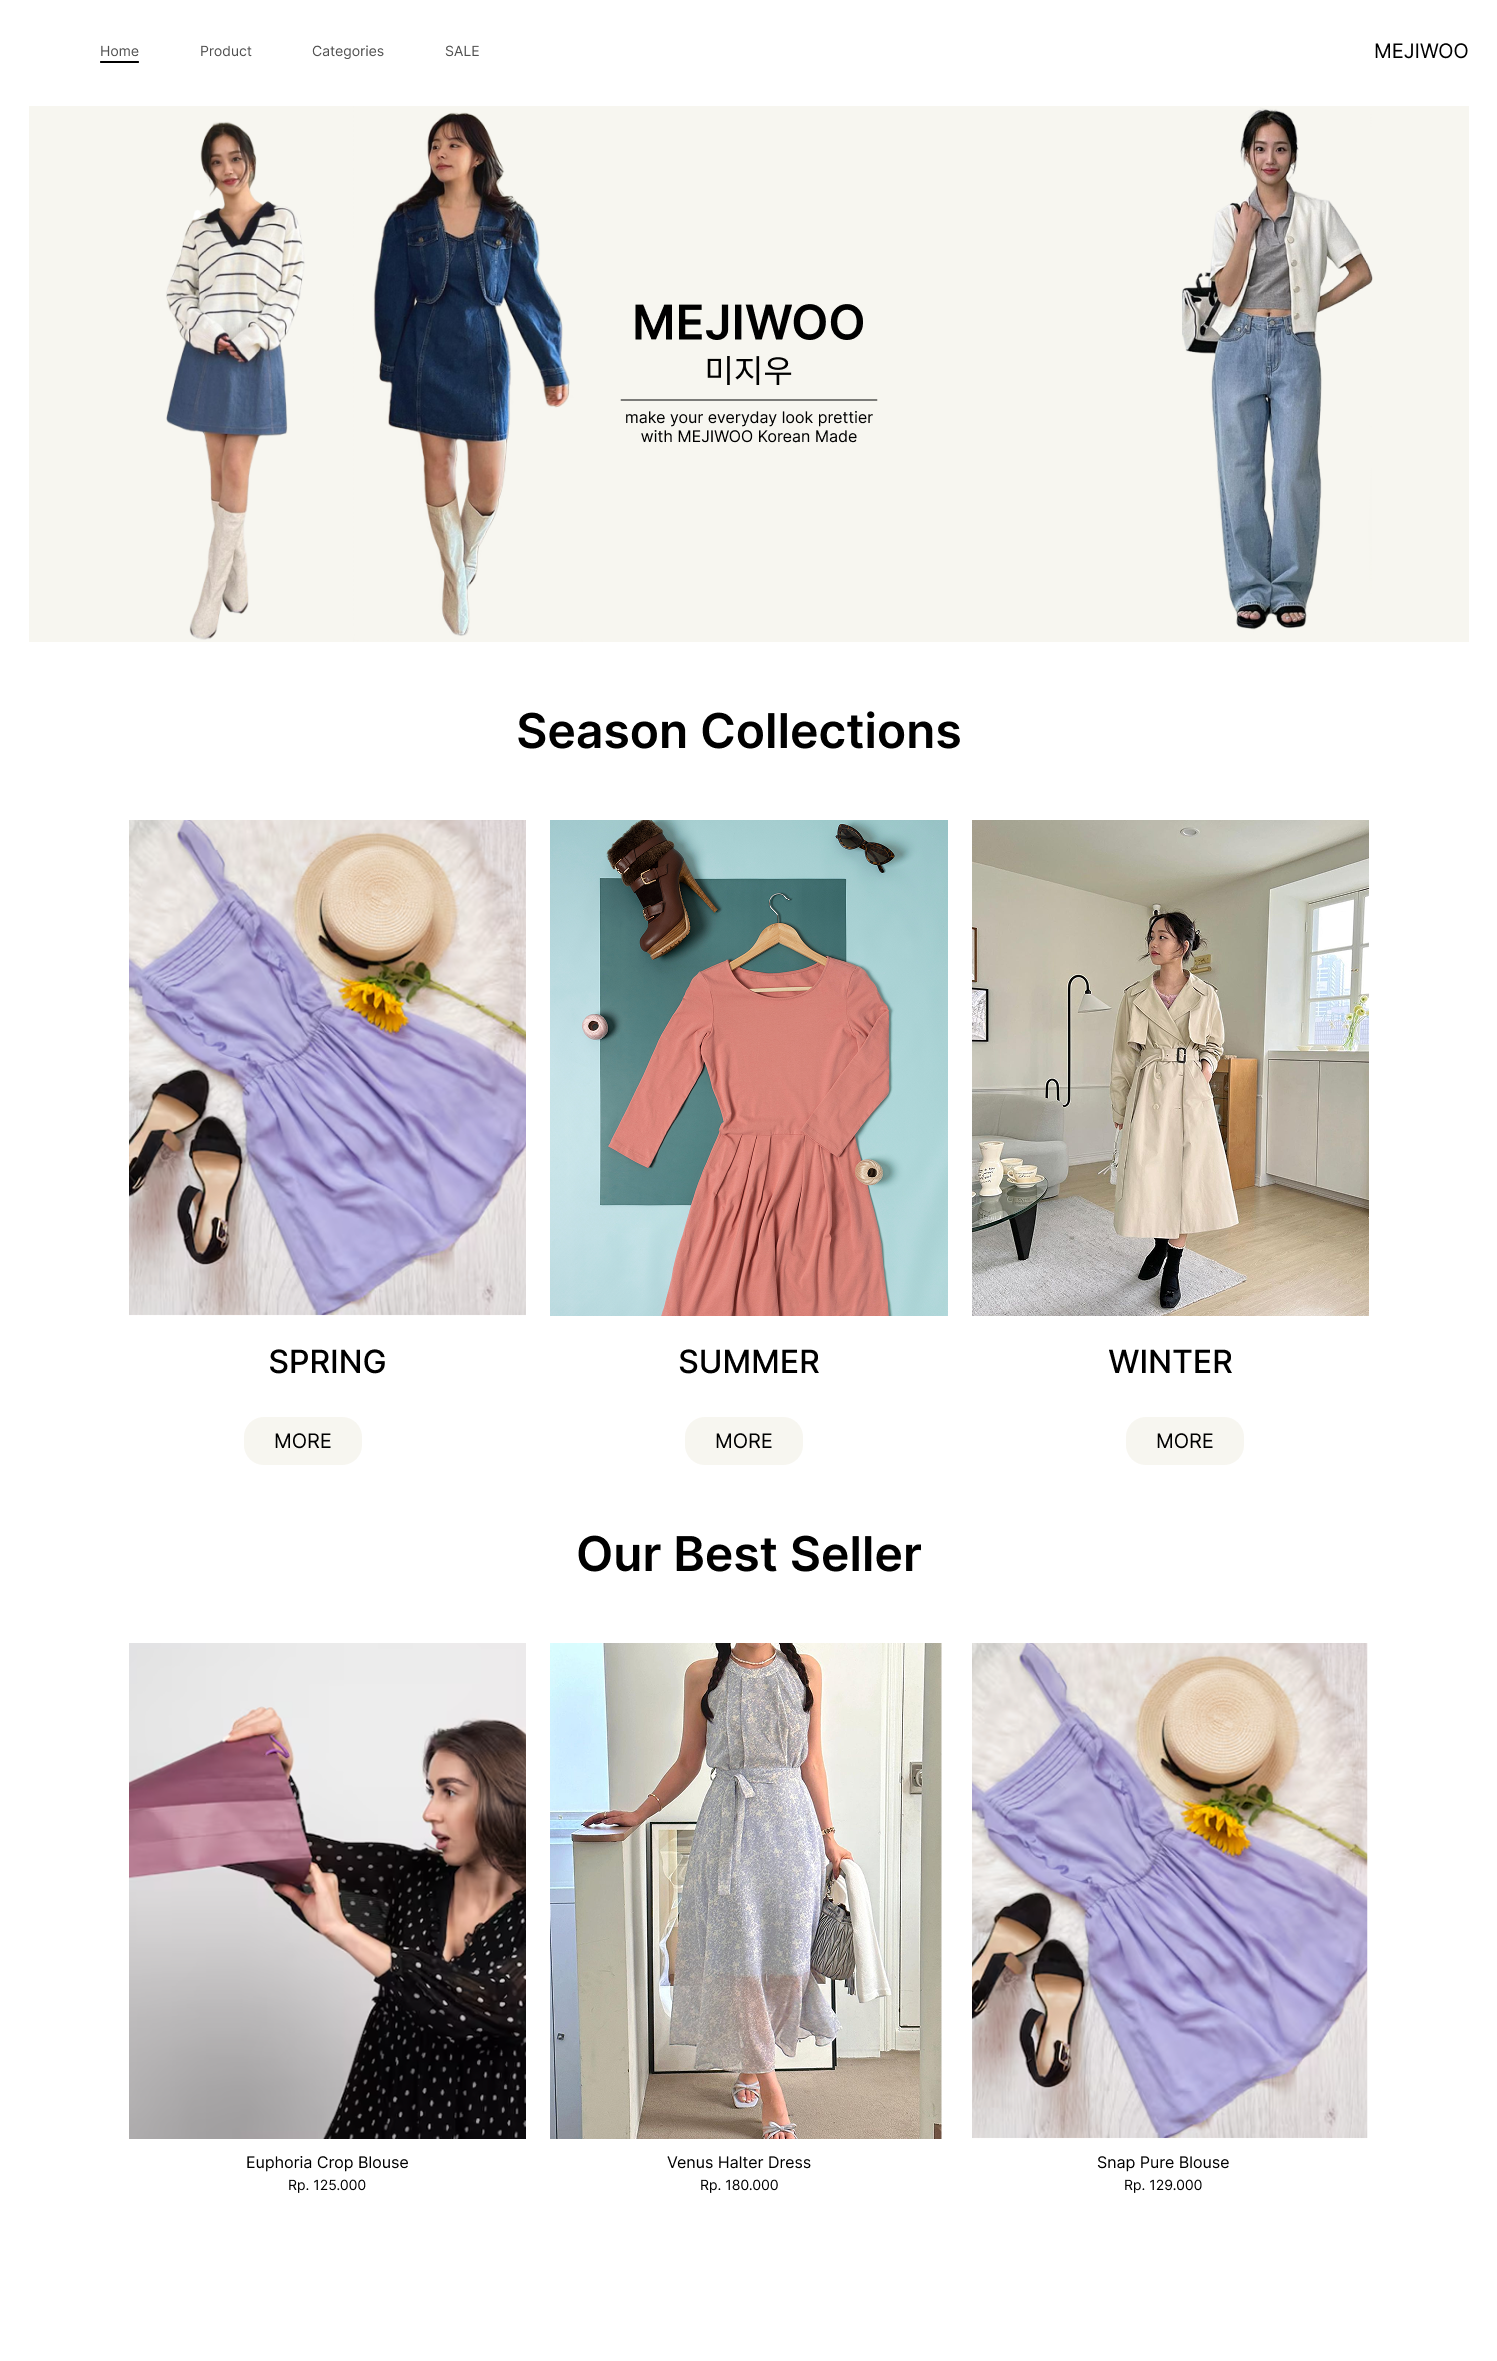 Home
Product
Categories
SALE
MEJIWOO
MEJIWOO
미지우
make your everyday look prettier
with MEJIWOO Korean Made
Season Collections
SPRING
SUMMER
WINTER
MORE
MORE
MORE
Our Best Seller
Euphoria Crop Blouse
Rp. 125.000
Venus Halter Dress
Rp. 180.000
Snap Pure Blouse
Rp. 129.000